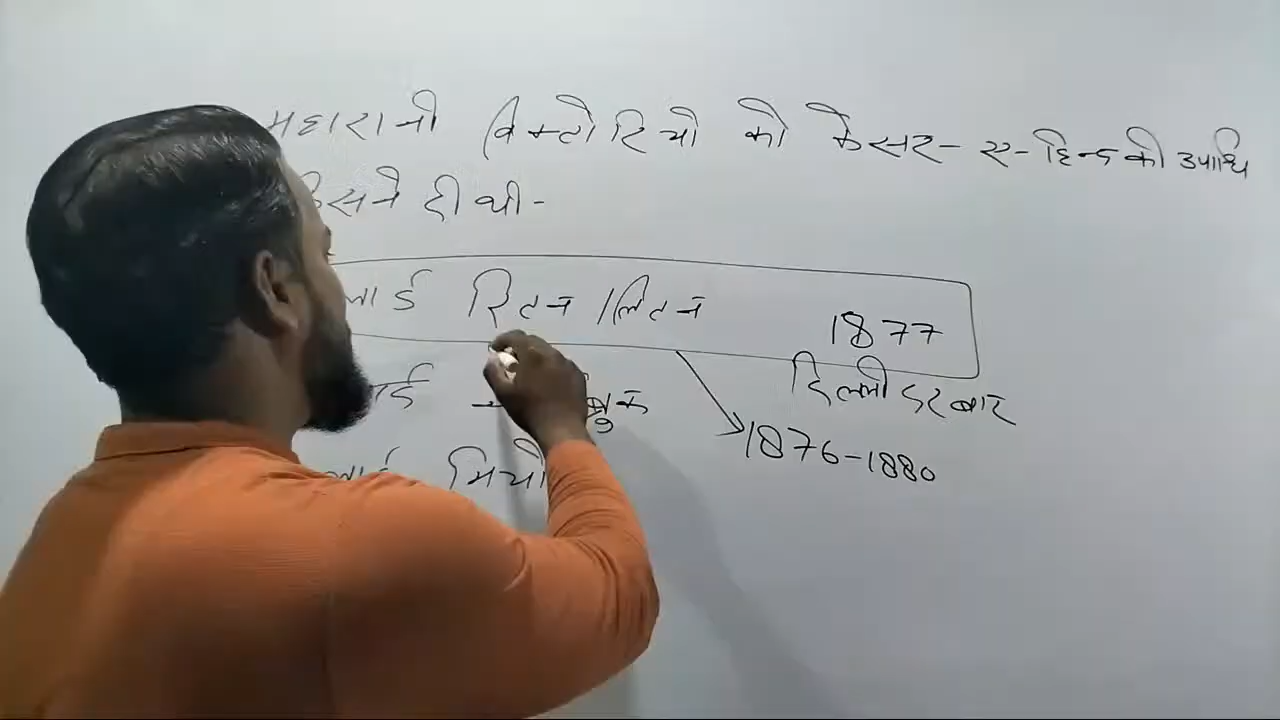 महारानी विक्टोरिया को कैसर-ए-हिन्द की उपाधि
किसने दी थी-
लार्ड रिटन / लिटन 1877
दिल्ली दरबार
लार्ड
1876-1880
लार्ड मियो